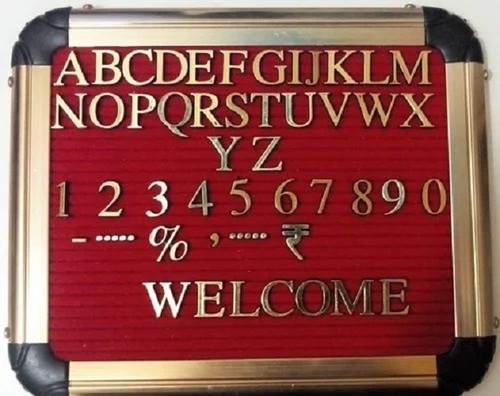 ABCDEFGIJKLM
NOPQRSTUVWX
YZ
1 2 3 4 5 6 7 8 9 0
- ····· % , ····· ₹
WELCOME